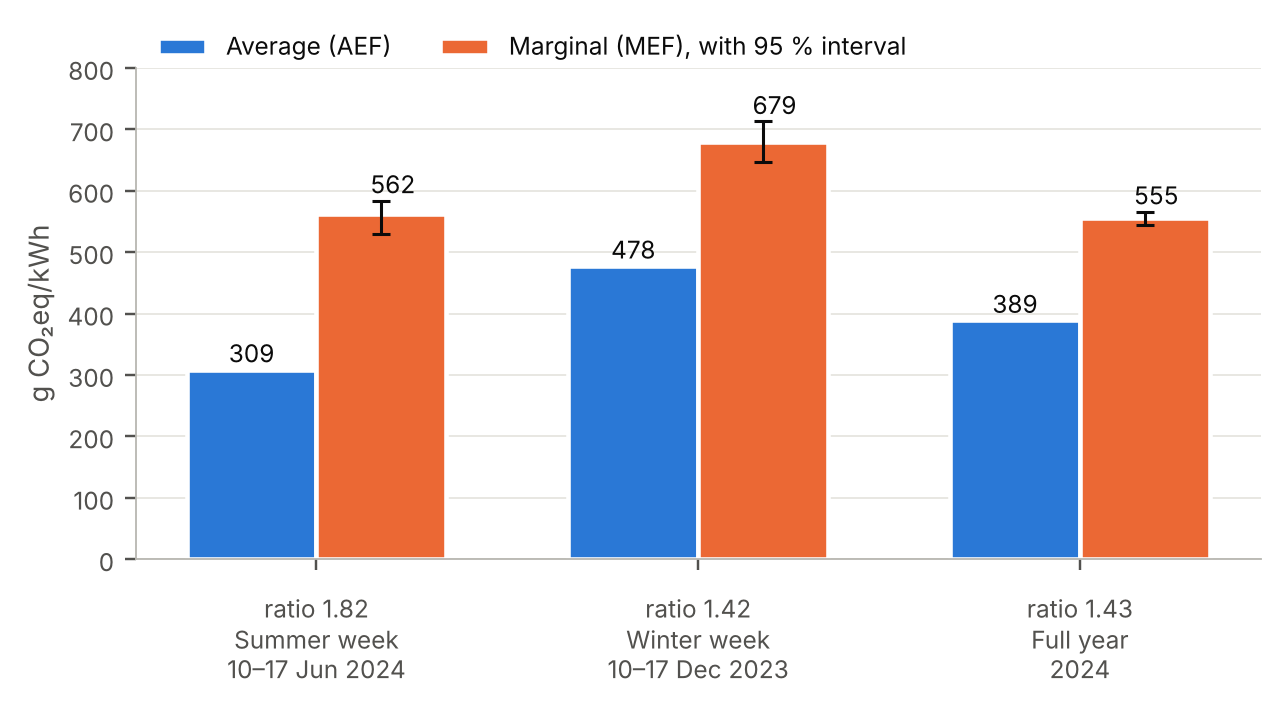 Average (AEF)
Marginal (MEF), with 95 % interval
g CO₂eq/kWh
800
700
600
500
400
300
200
100
0
309
562
478
679
389
555
ratio 1.82
Summer week
10–17 Jun 2024
ratio 1.42
Winter week
10–17 Dec 2023
ratio 1.43
Full year
2024